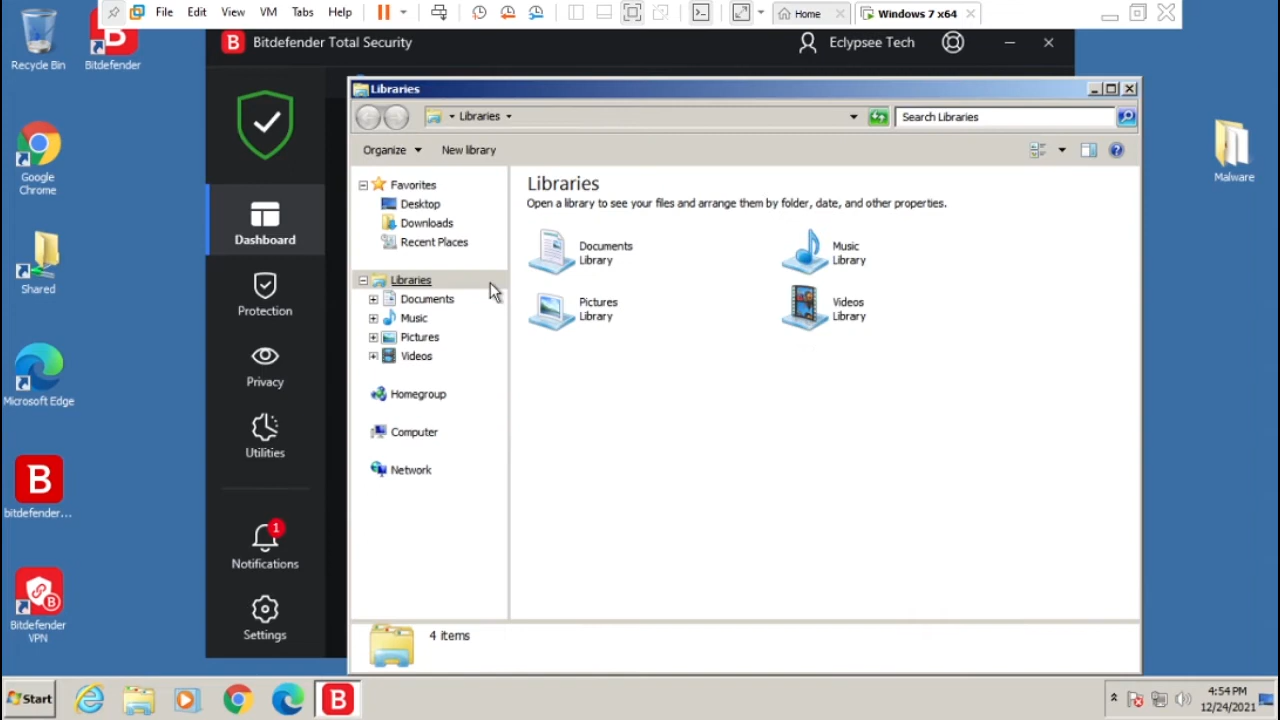 File Edit View VM Tabs Help
Home
Windows 7 x64
Recycle Bin
Bitdefender
Google
Chrome
Shared
Microsoft Edge
bitdefender...
Bitdefender
VPN
Malware
Bitdefender Total Security
Eclypsee Tech
Dashboard
Protection
Privacy
Utilities
1
Notifications
Settings
Libraries
Libraries
Search Libraries
Organize
New library
Favorites
Desktop
Downloads
Recent Places
Libraries
Documents
Music
Pictures
Videos
Homegroup
Computer
Network
Libraries
Open a library to see your files and arrange them by folder, date, and other properties.
Documents
Library
Music
Library
Pictures
Library
Videos
Library
4 items
Start
4:54 PM
12/24/2021